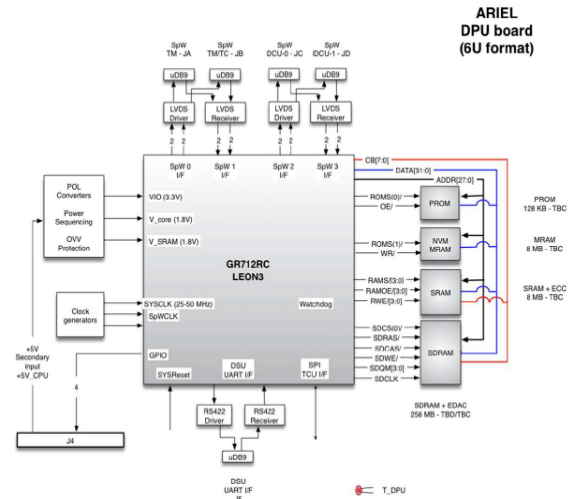 ARIEL
DPU board
(6U format)
SpW
TM - JA
SpW
TM/TC - JB
SpW
DCU-0 - JC
SpW
DCU-1 - JD
uDB9
uDB9
uDB9
uDB9
LVDS
Driver
LVDS
Receiver
LVDS
Driver
LVDS
Receiver
2
2
2
2
2
2
2
2
SpW 0
I/F
SpW 1
I/F
SpW 2
I/F
SpW 3
I/F
CB[7:0]
DATA[31:0]
ADDR[27:0]
POL
Converters
Power
Sequencing
OVV
Protection
VIO (3.3V)
V_core (1.8V)
V_SRAM (1.8V)
GR712RC
LEON3
ROMS(0)/
OE/
PROM
PROM
128 KB - TBC
ROMS(1)/
WR/
NVM
MRAM
MRAM
8 MB - TBC
RAMS/[3:0]
RAMOE/[3:0]
RWE/[3:0]
SRAM
SRAM + ECC
8 MB - TBC
Clock
generators
SYSCLK (25-50 MHz)
SpWCLK
Watchdog
SDCS(0)/
SDRAS/
SDCAS/
SDWE/
SDQM[3:0]
SDCLK
SDRAM
SDRAM + EDAC
256 MB - TBD/TBC
+5V
Secondary
input
+5V_CPU
GPIO
4
SYSReset
DSU
UART I/F
SPI
TCU I/F
RS422
Driver
RS422
Receiver
J4
uDB9
DSU
UART I/F
T_DPU